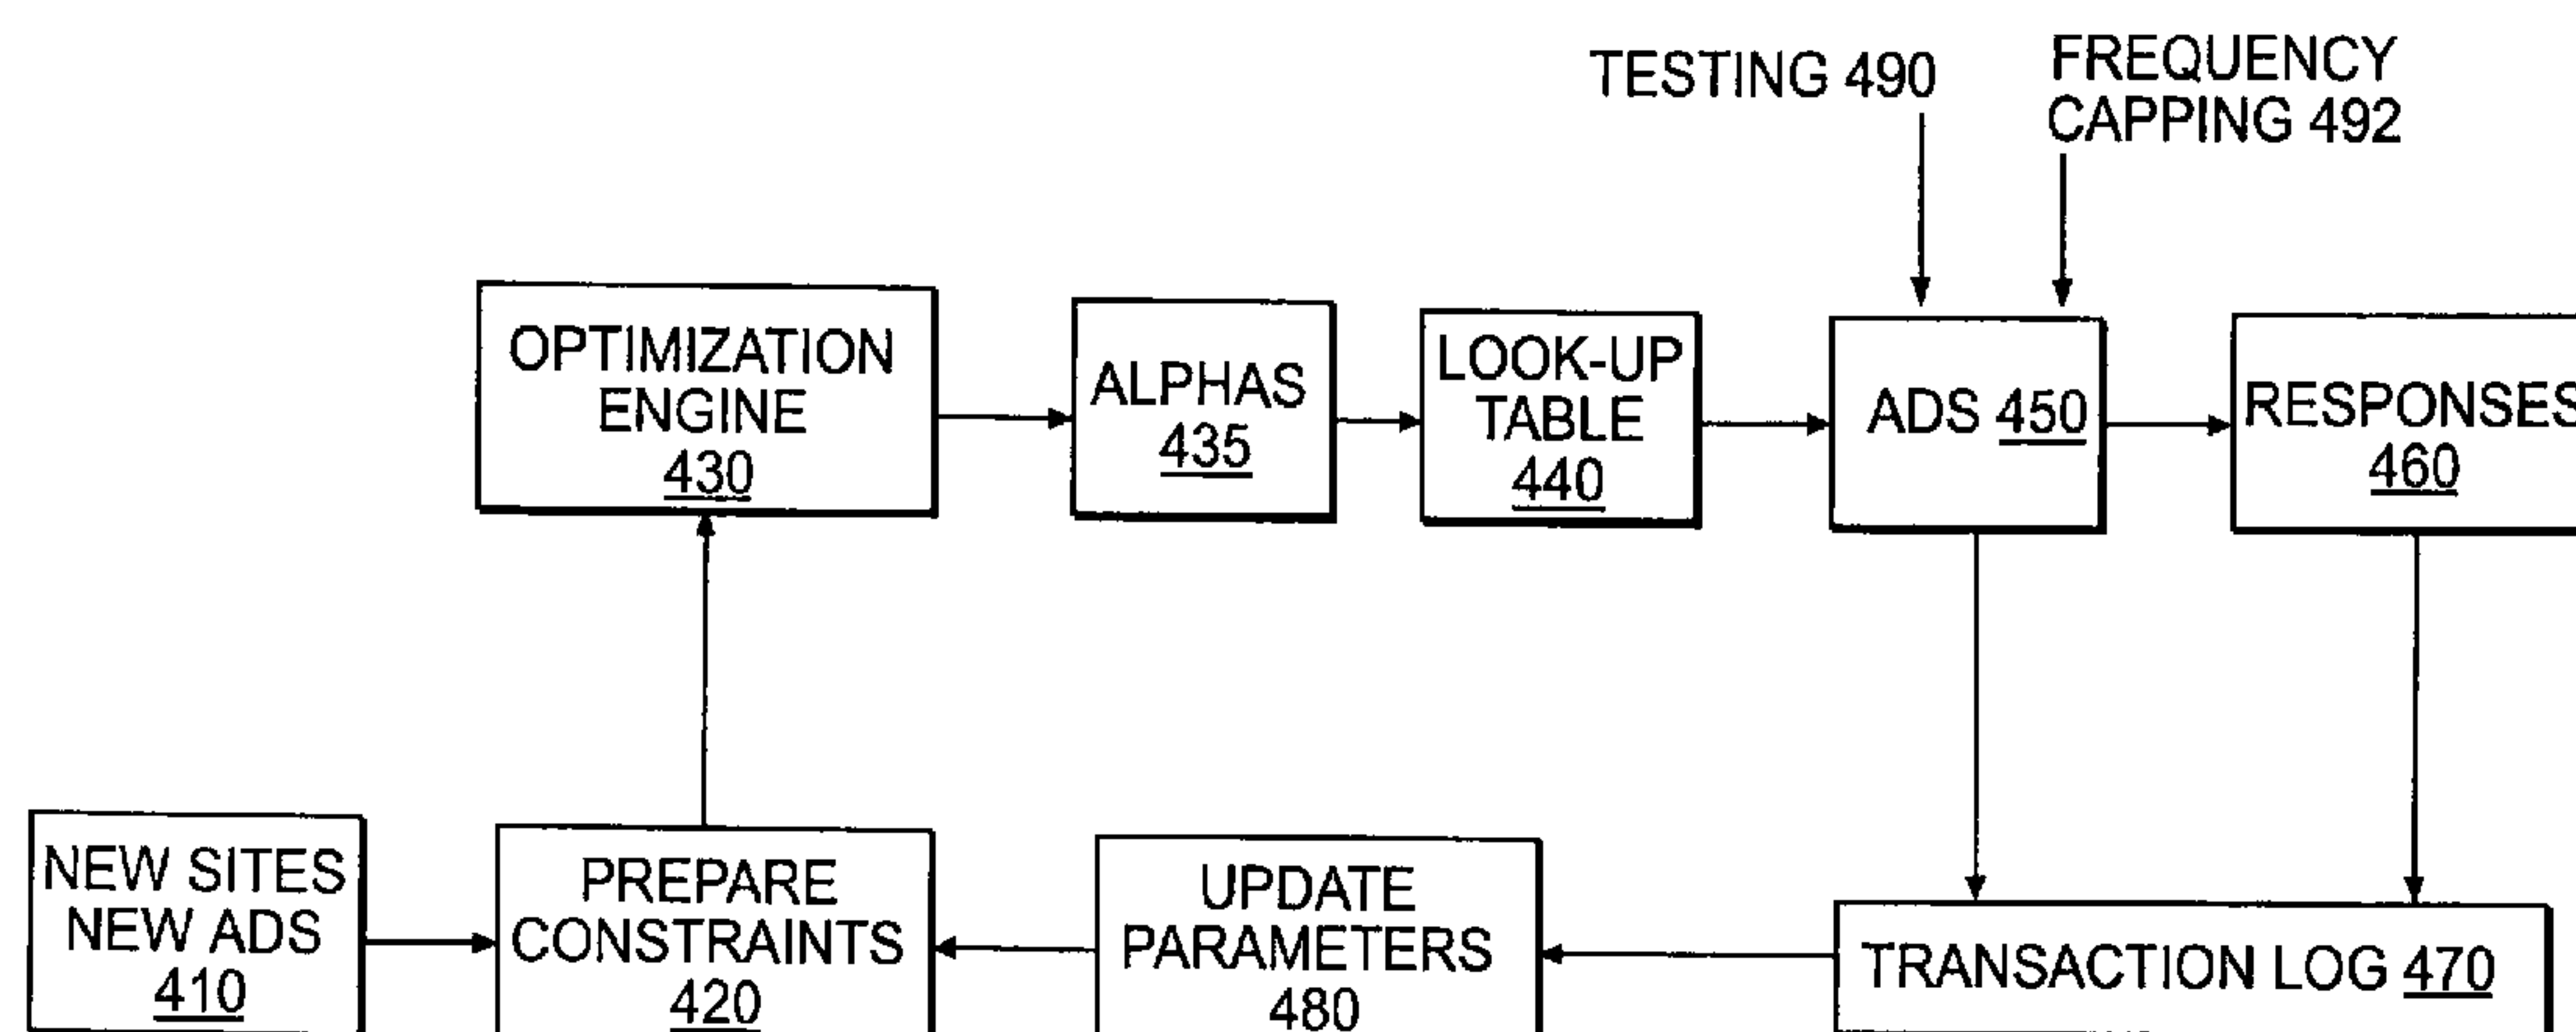 TESTING 490
FREQUENCY
CAPPING 492
OPTIMIZATION
ENGINE
430
ALPHAS
435
LOOK-UP
TABLE
440
ADS 450
RESPONSES
460
NEW SITES
NEW ADS
410
PREPARE
CONSTRAINTS
420
UPDATE
PARAMETERS
480
TRANSACTION LOG 470